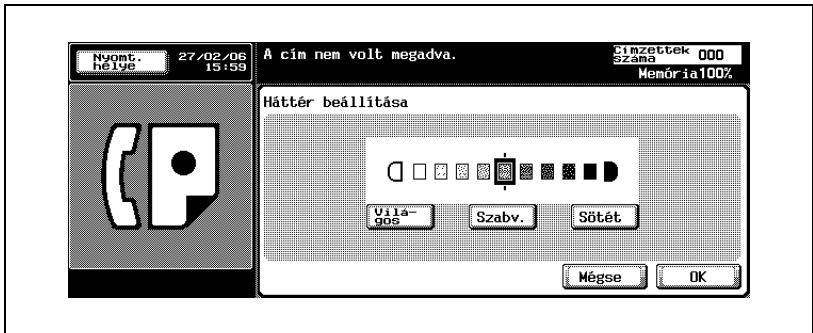 Nyomt.
hélye
27/02/06
15:59
A cím nem volt megadva.
Címzettek
száma
000
Memória100%
Háttér beállítása
Vilá-
gos
Szabv.
Sötét
Mégse
OK